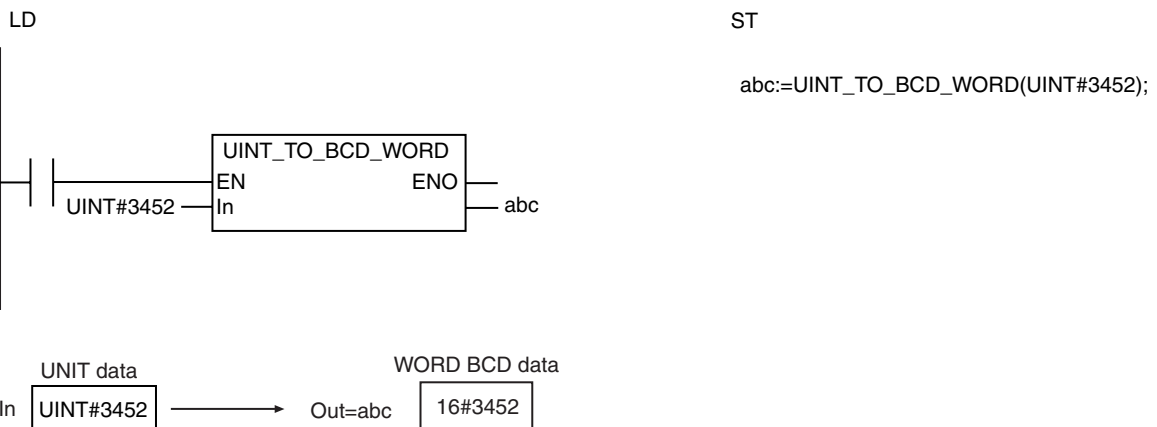 LD
ST
abc:=UINT_TO_BCD_WORD(UINT#3452);
UINT_TO_BCD_WORD
EN ENO
UINT#3452 In abc
UNIT data WORD BCD data
In UINT#3452 Out=abc 16#3452